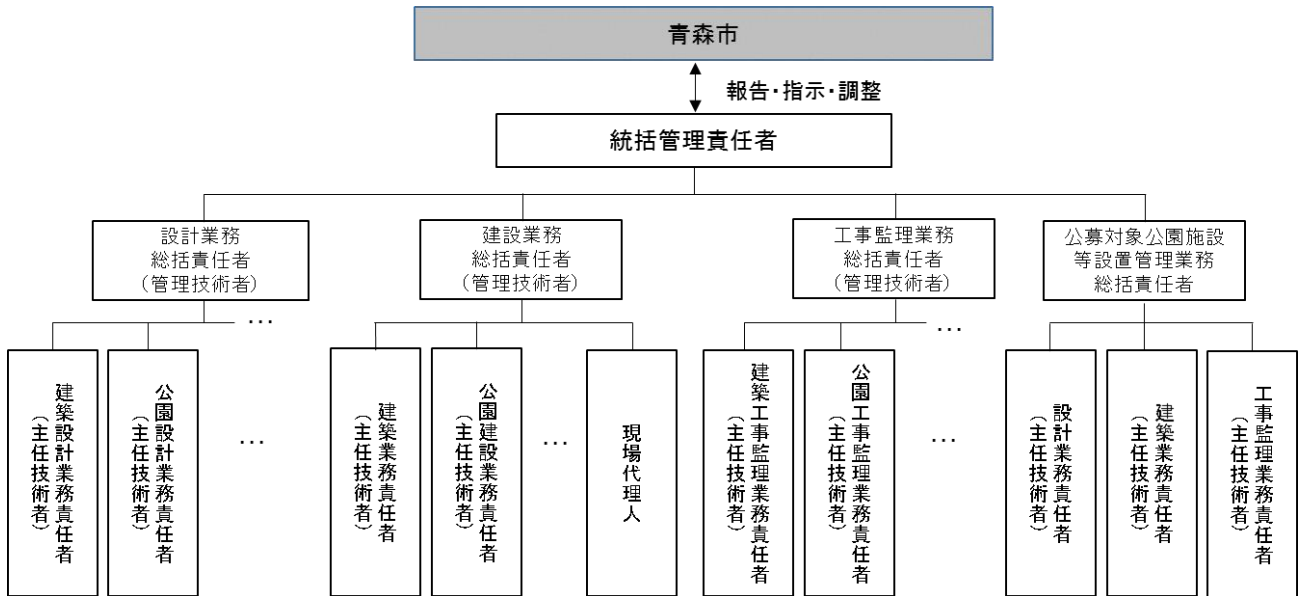 青森市
報告・指示・調整
統括管理責任者
設計業務
総括責任者
(管理技術者)
建設業務
総括責任者
(管理技術者)
工事監理業務
総括責任者
(管理技術者)
公募対象公園施設
等設置管理業務
総括責任者
…
…
建築設計業務責任者
(主任技術者)
公園設計業務責任者
(主任技術者)
…
建築業務責任者
(主任技術者)
公園建設業務責任者
(主任技術者)
…
現場代理人
建築工事監理業務責任者
(主任技術者)
公園工事監理業務責任者
(主任技術者)
…
設計業務責任者
(主任技術者)
建築業務責任者
(主任技術者)
工事監理業務責任者
(主任技術者)